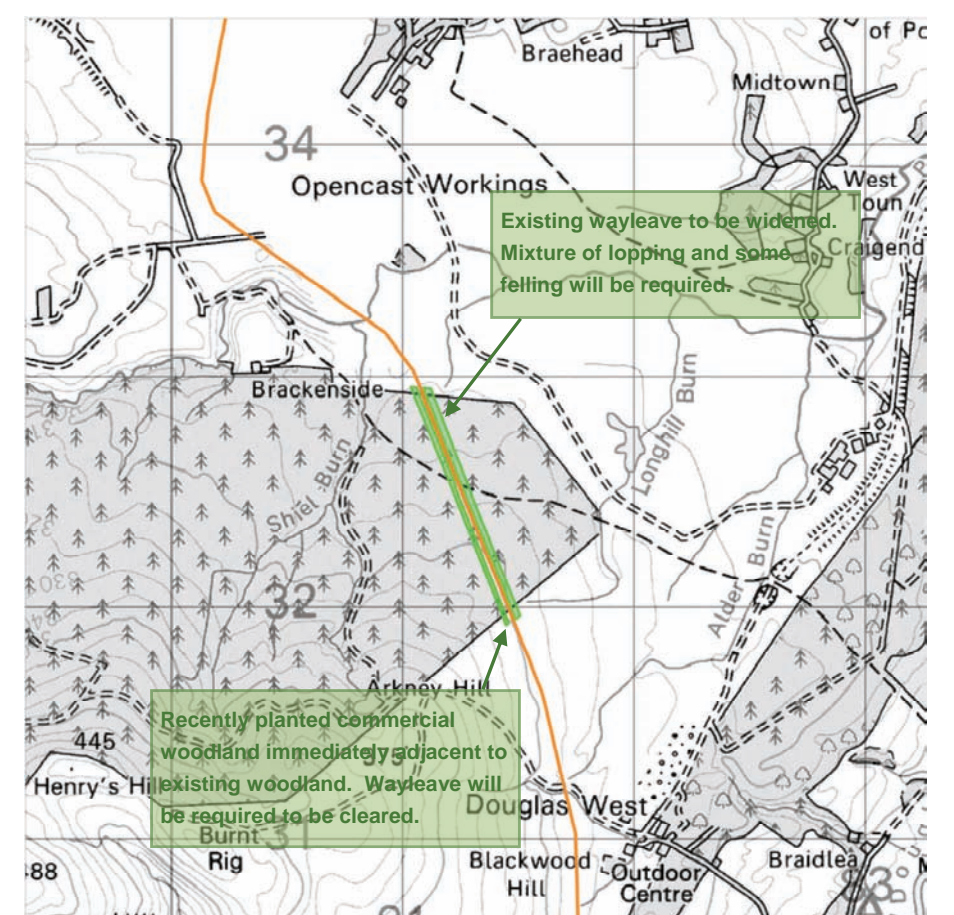 of Po
Braehead
Midtown
34
West
Toun
Opencast Workings
Existing wayleave to be widened.
Mixture of lopping and some
felling will be required.
Craigend
Brackenside
Longhill Burn
Shiel Burn
Alder Burn
330
32
Arkney Hill
Recently planted commercial
woodland immediately adjacent to
existing woodland. Wayleave will
be required to be cleared.
445
Henry's Hill
Douglas West
Burnt
Rig
31
Blackwood
Hill
Outdoor
Centre
Braidlea
488